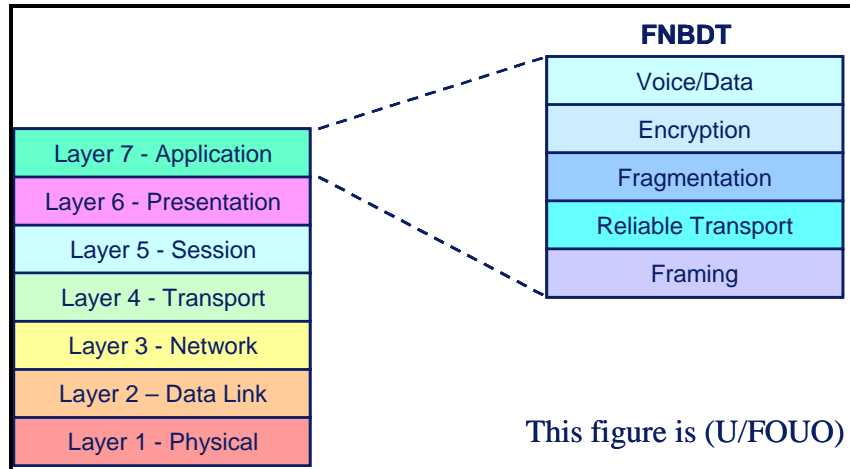 FNBDT
Voice/Data
Encryption
Fragmentation
Reliable Transport
Framing
Layer 7 - Application
Layer 6 - Presentation
Layer 5 - Session
Layer 4 - Transport
Layer 3 - Network
Layer 2 – Data Link
Layer 1 - Physical
This figure is (U/FOUO)